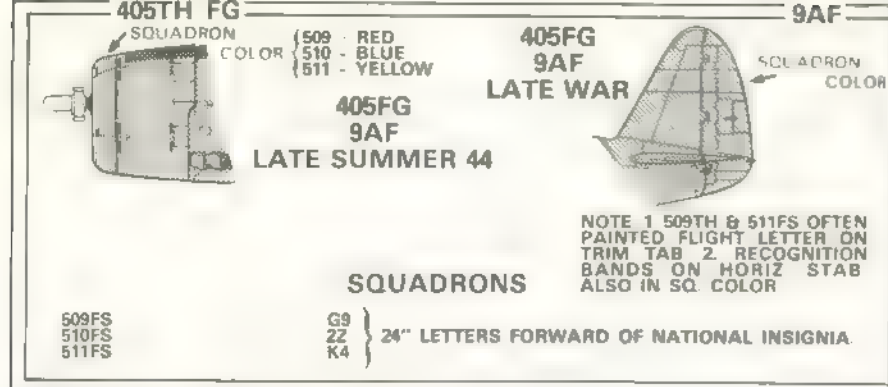 405TH FG
9AF
SQUADRON
COLOR
509 - RED
510 - BLUE
511 - YELLOW
405FG
9AF
LATE SUMMER 44
405FG
9AF
LATE WAR
SQUADRON
COLOR
NOTE 1 509TH & 511FS OFTEN
PAINTED FLIGHT LETTER ON
TRIM TAB 2. RECOGNITION
BANDS ON HORIZ STAB
ALSO IN SQ. COLOR
SQUADRONS
509FS G9
510FS 2Z
511FS K4
24" LETTERS FORWARD OF NATIONAL INSIGNIA.